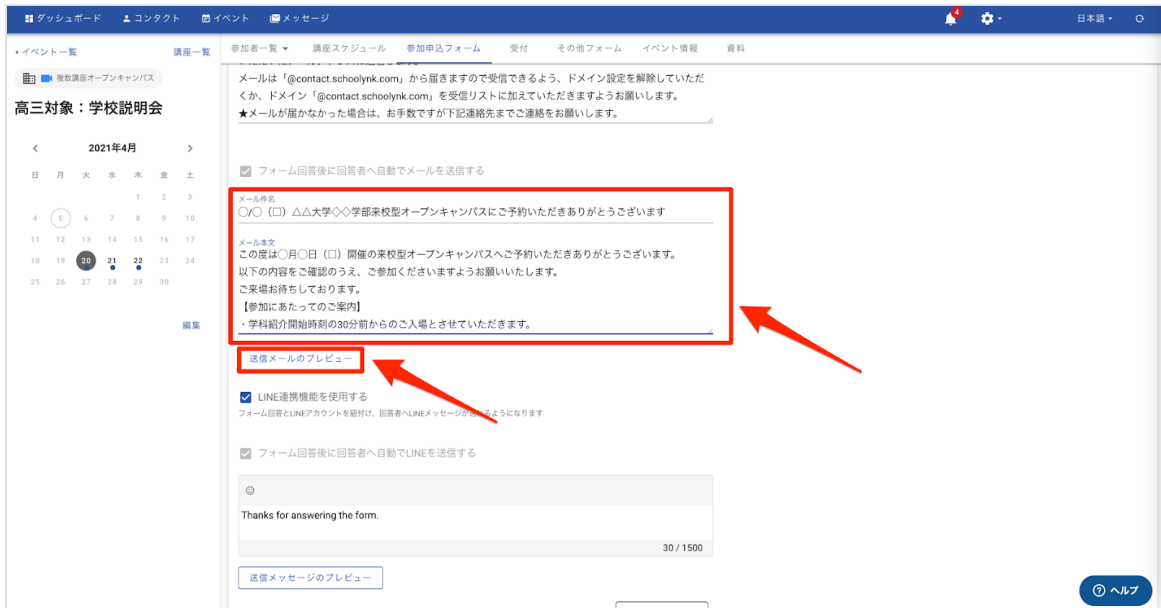 ダッシュボード コンタクト イベント メッセージ 4 日本語
イベント一覧 講座一覧
参加者一覧 講座スケジュール 参加申込フォーム 受付 その他フォーム イベント情報 資料
複数講座オープンキャンパス
高三対象：学校説明会
2021年4月
日 月 火 水 木 金 土
1 2 3
4 5 6 7 8 9 10
11 12 13 14 15 16 17
18 19 20 21 22 23 24
25 26 27 28 29 30
編集
メールは「@contact.schoolynk.com」から届きますので受信できるよう、ドメイン設定を解除していただ
くか、ドメイン「@contact.schoolynk.com」を受信リストに加えていただきますようお願いします。
★メールが届かなかった場合は、お手数ですが下記連絡先までご連絡をお願いします。
フォーム回答後に回答者へ自動でメールを送信する
メール件名
〇/〇（□）△△大学◇◇学部来校型オープンキャンパスにご予約いただきありがとうございます
メール本文
この度は〇月〇日（□）開催の来校型オープンキャンパスへご予約いただきありがとうございます。
以下の内容をご確認のうえ、ご参加くださいますようお願いいたします。
ご来場お待ちしております。
【参加にあたってのご案内】
・学科紹介開始時刻の30分前からのご入場とさせていただきます。
送信メールのプレビュー
LINE連携機能を使用する
フォーム回答とLINEアカウントを紐付け、回答者へLINEメッセージが るようになります
フォーム回答後に回答者へ自動でLINEを送信する
Thanks for answering the form.
30 / 1500
送信メッセージのプレビュー
ヘルプ